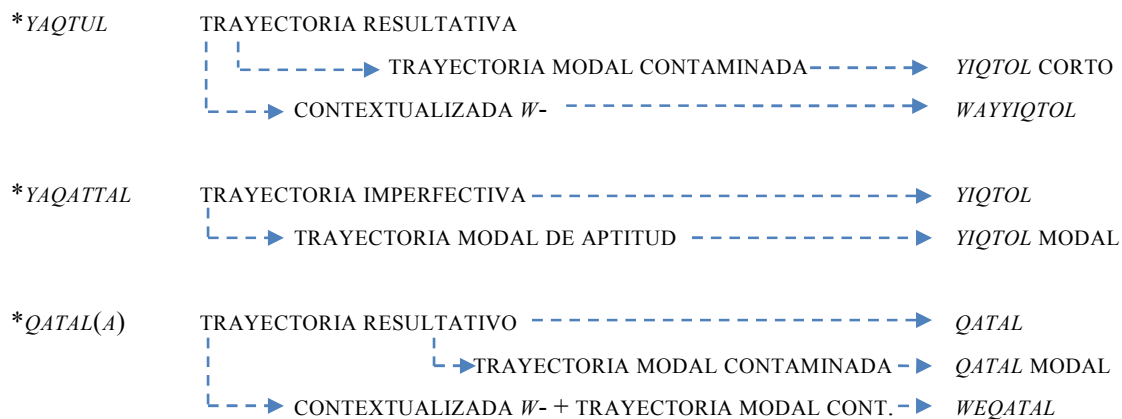 *YAQTUL TRAYECTORIA RESULTATIVA
TRAYECTORIA MODAL CONTAMINADA YIQTOL CORTO
CONTEXTUALIZADA W- WAYYIQTOL
*YAQATTAL TRAYECTORIA IMPERFECTIVA YIQTOL
TRAYECTORIA MODAL DE APTITUD YIQTOL MODAL
*QATAL(A) TRAYECTORIA RESULTATIVO QATAL
TRAYECTORIA MODAL CONTAMINADA QATAL MODAL
CONTEXTUALIZADA W- + TRAYECTORIA MODAL CONT. WEQATAL